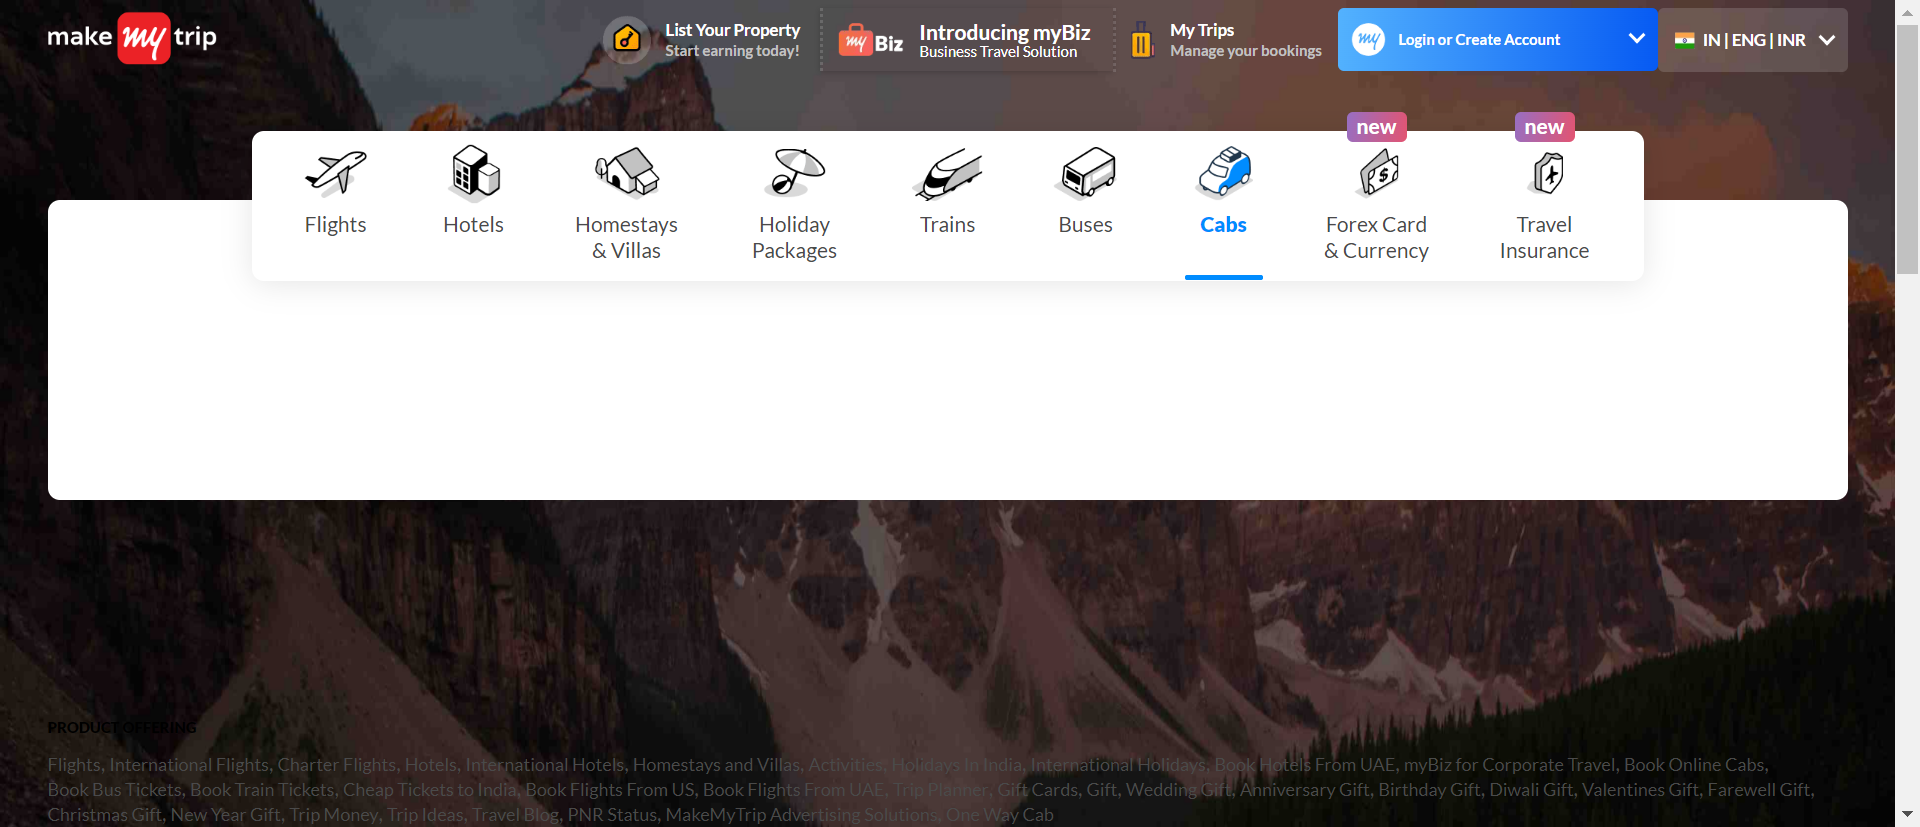 make my trip
List Your Property
Start earning today!
my Biz
Introducing myBiz
Business Travel Solution
My Trips
Manage your bookings
my
Login or Create Account
IN | ENG | INR
new
new
Flights
Hotels
Homestays
& Villas
Holiday
Packages
Trains
Buses
Cabs
Forex Card
& Currency
Travel
Insurance
PRODUCT OFFERING
Flights, International Flights, Charter Flights, Hotels, International Hotels, Homestays and Villas, Activities, Holidays In India, International Holidays, Book Hotels From UAE, myBiz for Corporate Travel, Book Online Cabs,
Book Bus Tickets, Book Train Tickets, Cheap Tickets to India, Book Flights From US, Book Flights From UAE, Trip Planner, Gift Cards, Gift, Wedding Gift, Anniversary Gift, Birthday Gift, Diwali Gift, Valentines Gift, Farewell Gift,
Christmas Gift, New Year Gift, Trip Money, Trip Ideas, Travel Blog, PNR Status, MakeMyTrip Advertising Solutions, One Way Cab